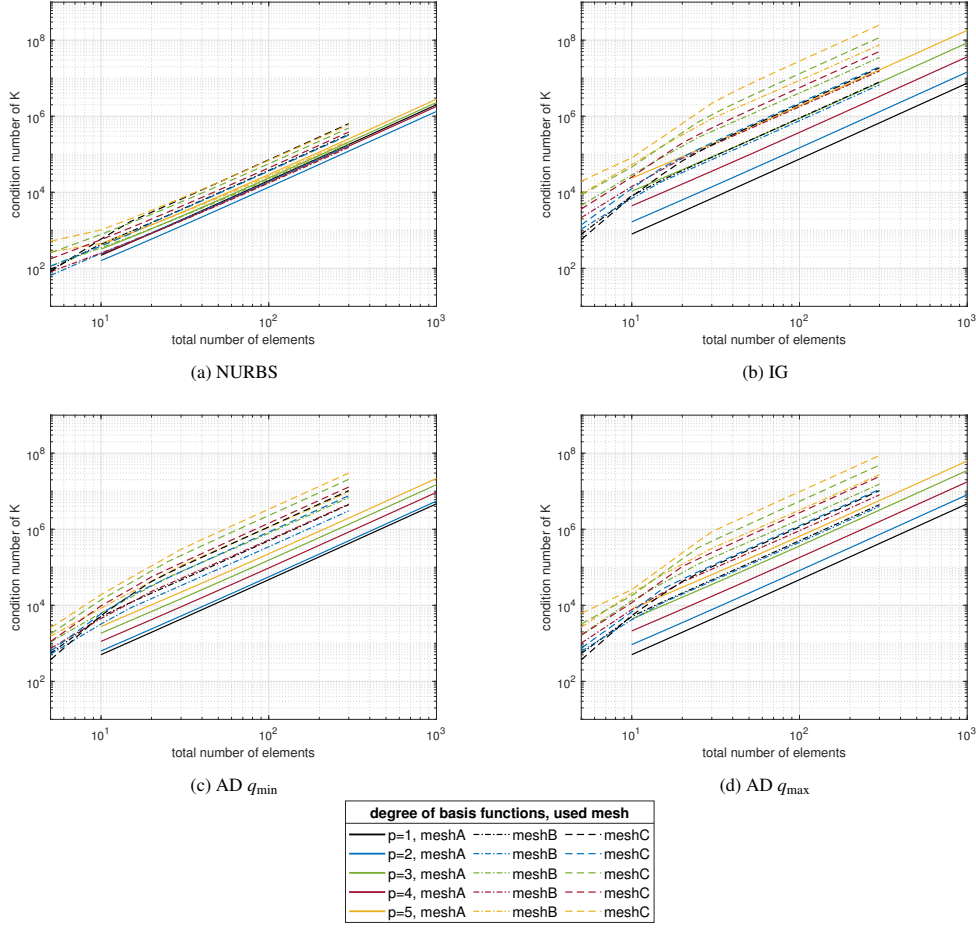 10^8
10^6
10^4
10^2
condition number of K
10^1
10^2
10^3
total number of elements
(a) NURBS
10^8
10^6
10^4
10^2
condition number of K
10^1
10^2
10^3
total number of elements
(b) IG
10^8
10^6
10^4
10^2
condition number of K
10^1
10^2
10^3
total number of elements
(c) AD q_min
10^8
10^6
10^4
10^2
condition number of K
10^1
10^2
10^3
total number of elements
(d) AD q_max
degree of basis functions, used mesh
p=1, meshA meshB meshC
p=2, meshA meshB meshC
p=3, meshA meshB meshC
p=4, meshA meshB meshC
p=5, meshA meshB meshC